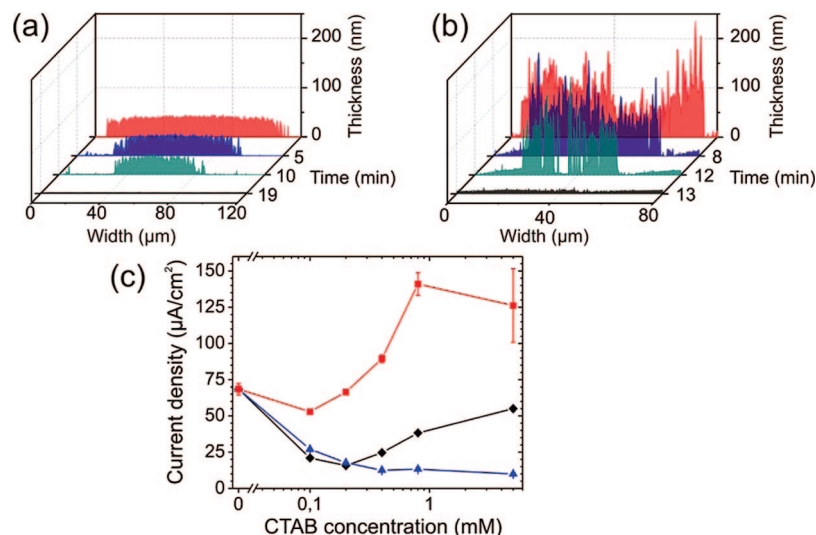 (a)
200
100
0
Thickness (nm)
5
10
19
Time (min)
0
40
80
120
Width (µm)
(b)
200
100
0
Thickness (nm)
8
12
13
Time (min)
0
40
80
Width (µm)
(c)
150
125
100
75
50
25
0
Current density (µA/cm²)
0
0,1
1
CTAB concentration (mM)